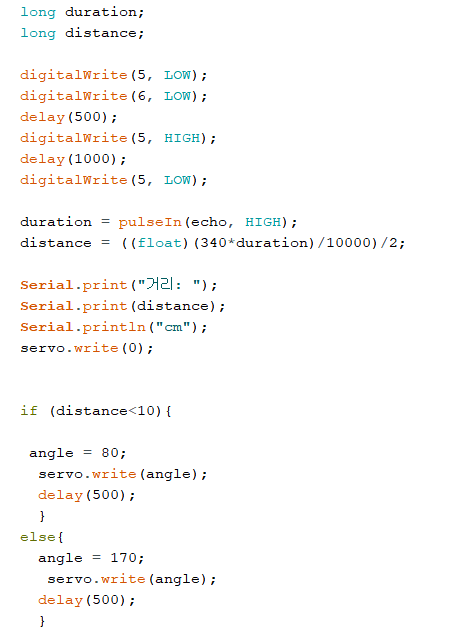 long duration;
long distance;
digitalWrite(5, LOW);
digitalWrite(6, LOW);
delay(500);
digitalWrite(5, HIGH);
delay(1000);
digitalWrite(5, LOW);
duration = pulseIn(echo, HIGH);
distance = ((float)(340*duration)/10000)/2;
Serial.print("거리: ");
Serial.print(distance);
Serial.println("cm");
servo.write(0);
if (distance<10){
angle = 80;
servo.write(angle);
delay(500);
}
else{
angle = 170;
servo.write(angle);
delay(500);
}